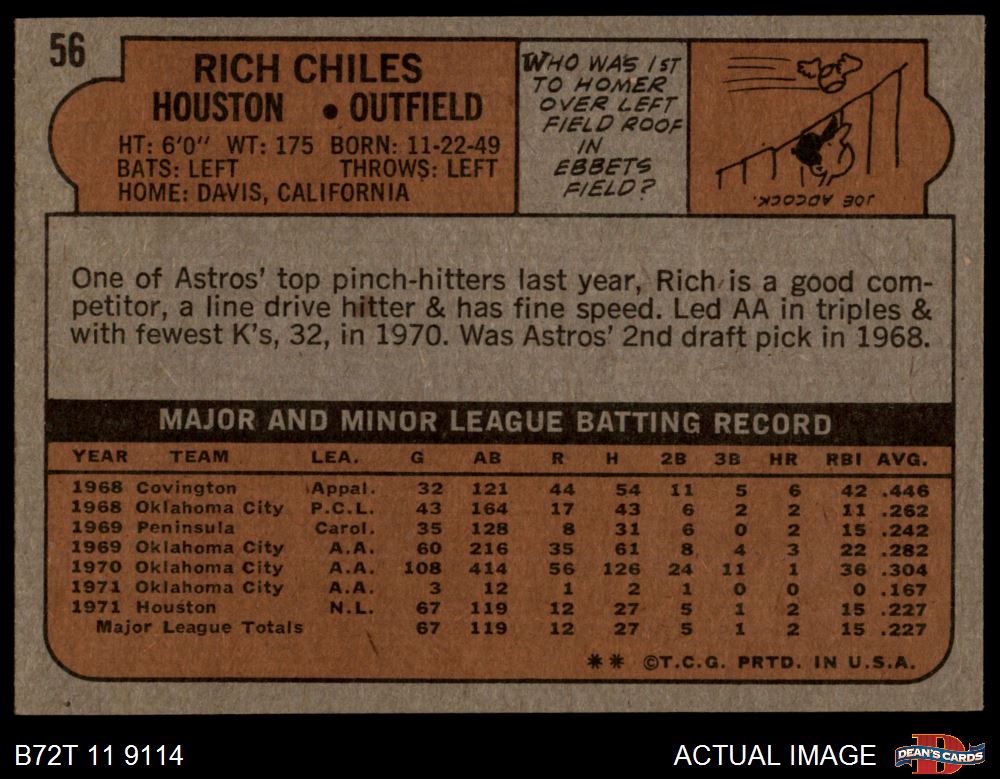 56
RICH CHILES
HOUSTON • OUTFIELD
HT: 6'0" WT: 175 BORN: 11-22-49
BATS: LEFT THROWS: LEFT
HOME: DAVIS, CALIFORNIA
WHO WAS 1ST
TO HOMER
OVER LEFT
FIELD ROOF
IN
EBBETS
FIELD?
JOE ADCOCK.
One of Astros' top pinch-hitters last year, Rich is a good com-
petitor, a line drive hitter & has fine speed. Led AA in triples &
with fewest K's, 32, in 1970. Was Astros' 2nd draft pick in 1968.
MAJOR AND MINOR LEAGUE BATTING RECORD
YEAR TEAM LEA. G AB R H 2B 3B HR RBI AVG.
1968 Covington Appal. 32 121 44 54 11 5 6 42 .446
1968 Oklahoma City P.C.L. 43 164 17 43 6 2 2 11 .262
1969 Peninsula Carol. 35 128 8 31 6 0 2 15 .242
1969 Oklahoma City A.A. 60 216 35 61 8 4 3 22 .282
1970 Oklahoma City A.A. 108 414 56 126 24 11 1 36 .304
1971 Oklahoma City A.A. 3 12 1 2 1 0 0 0 .167
1971 Houston N.L. 67 119 12 27 5 1 2 15 .227
Major League Totals 67 119 12 27 5 1 2 15 .227
** ©T.C.G. PRTD. IN U.S.A.
B72T 11 9114
ACTUAL IMAGE
DEAN'S CARDS